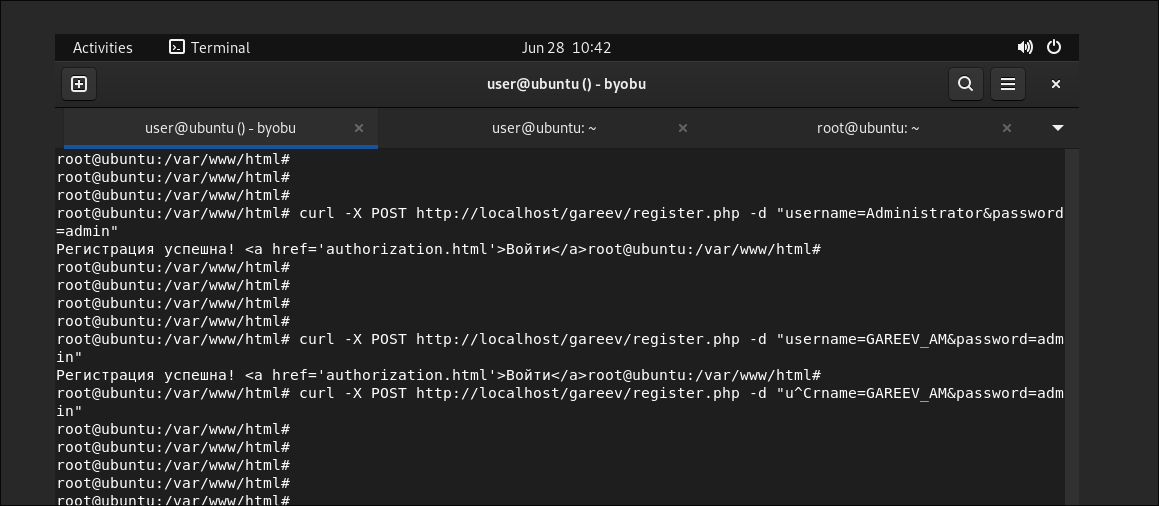 Activities Terminal Jun 28 10:42
user@ubuntu () - byobu
user@ubuntu () - byobu user@ubuntu: ~ root@ubuntu: ~
root@ubuntu:/var/www/html#
root@ubuntu:/var/www/html#
root@ubuntu:/var/www/html#
root@ubuntu:/var/www/html# curl -X POST http://localhost/gareev/register.php -d "username=Administrator&password
=admin"
Регистрация успешна! <a href='authorization.html'>Войти</a>root@ubuntu:/var/www/html#
root@ubuntu:/var/www/html#
root@ubuntu:/var/www/html#
root@ubuntu:/var/www/html#
root@ubuntu:/var/www/html#
root@ubuntu:/var/www/html# curl -X POST http://localhost/gareev/register.php -d "username=GAREEV_AM&password=adm
in"
Регистрация успешна! <a href='authorization.html'>Войти</a>root@ubuntu:/var/www/html#
root@ubuntu:/var/www/html# curl -X POST http://localhost/gareev/register.php -d "u^Crname=GAREEV_AM&password=adm
in"
root@ubuntu:/var/www/html#
root@ubuntu:/var/www/html#
root@ubuntu:/var/www/html#
root@ubuntu:/var/www/html#
root@ubuntu:/var/www/html#